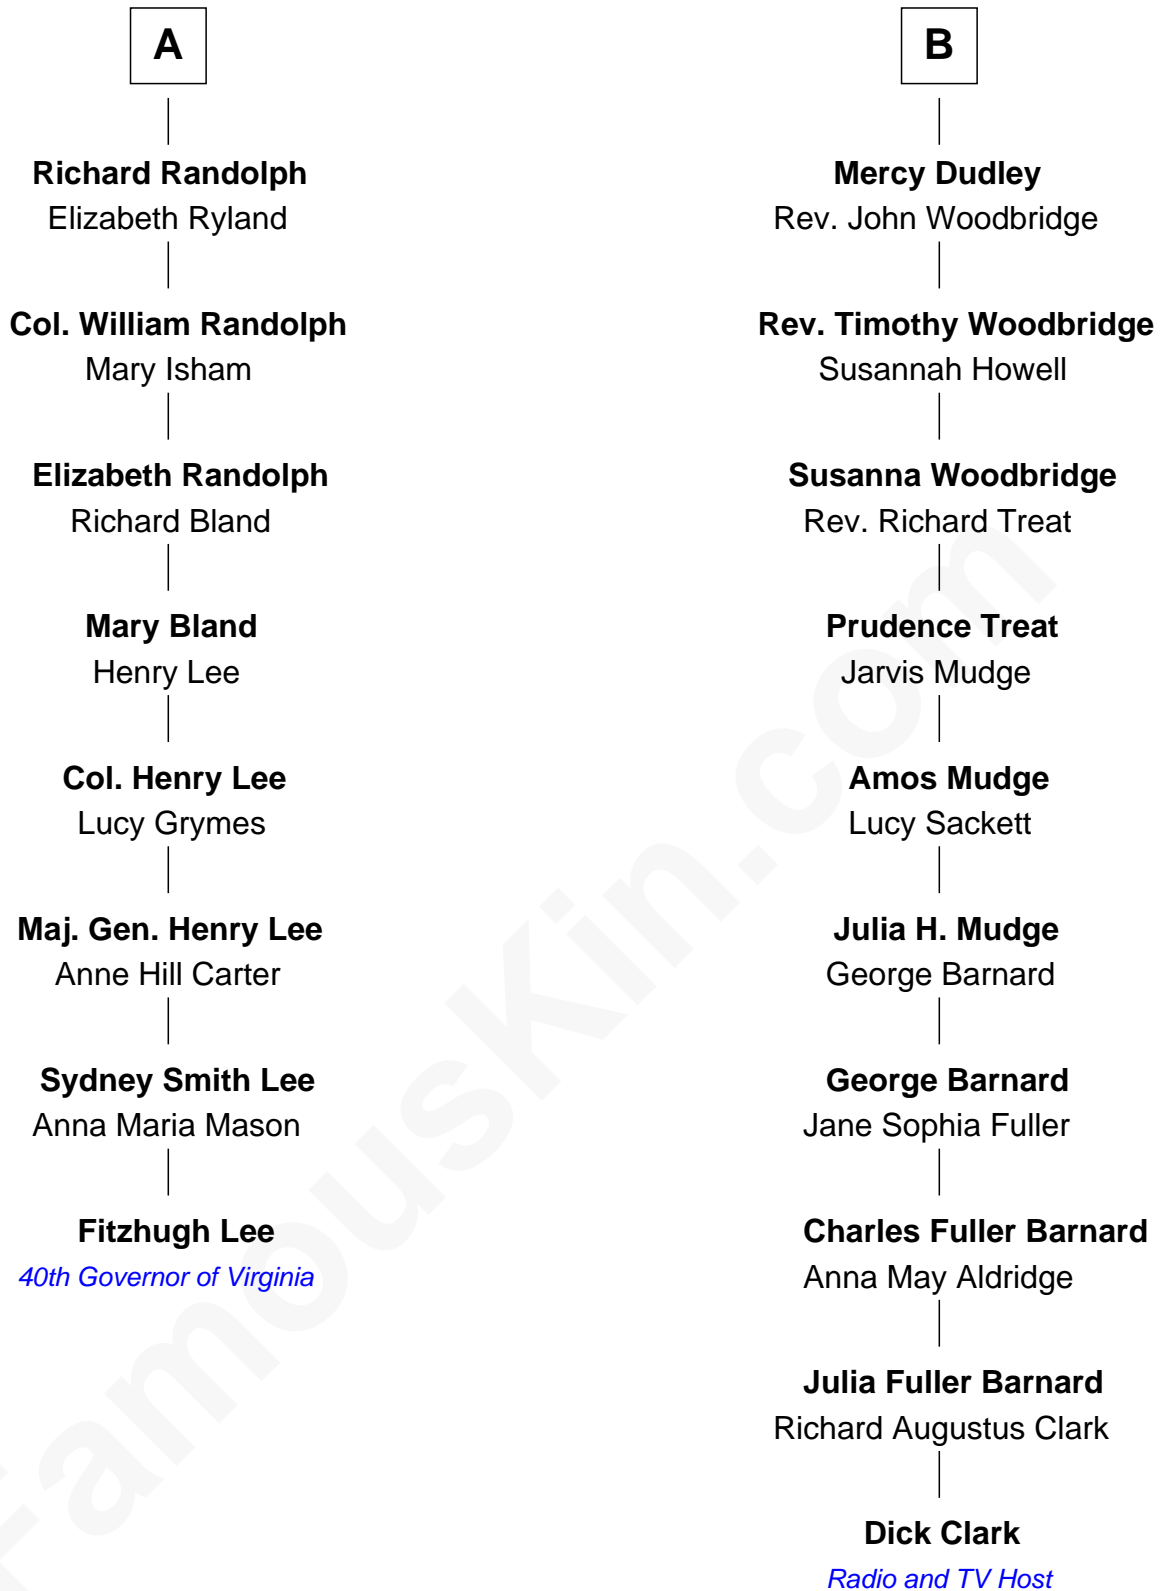 A
Richard Randolph
Elizabeth Ryland
Col. William Randolph
Mary Isham
Elizabeth Randolph
Richard Bland
Mary Bland
Henry Lee
Col. Henry Lee
Lucy Grymes
Maj. Gen. Henry Lee
Anne Hill Carter
Sydney Smith Lee
Anna Maria Mason
Fitzhugh Lee
40th Governor of Virginia
B
Mercy Dudley
Rev. John Woodbridge
Rev. Timothy Woodbridge
Susannah Howell
Susanna Woodbridge
Rev. Richard Treat
Prudence Treat
Jarvis Mudge
Amos Mudge
Lucy Sackett
Julia H. Mudge
George Barnard
George Barnard
Jane Sophia Fuller
Charles Fuller Barnard
Anna May Aldridge
Julia Fuller Barnard
Richard Augustus Clark
Dick Clark
Radio and TV Host
FamousKin.com